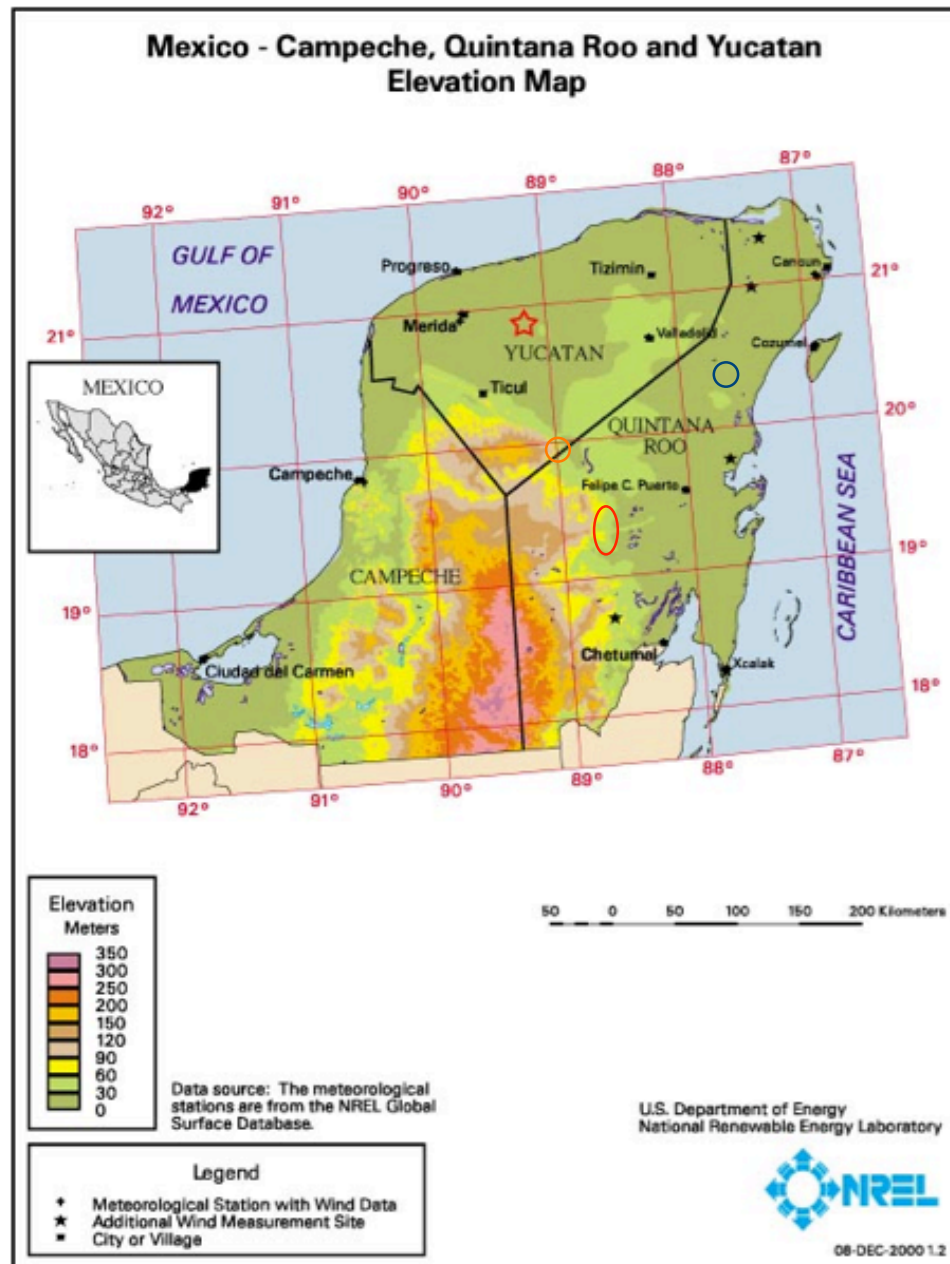 Mexico - Campeche, Quintana Roo and Yucatan
Elevation Map
92°
91°
90°
89°
88°
87°
GULF OF
MEXICO
Progreso
Tizimin
Cancun
21°
21°
Merida
YUCATAN
Valladolid
Cozumel
MEXICO
Ticul
20°
QUINTANA
ROO
Campeche
Felipe C. Puerto
CARIBBEAN SEA
19°
CAMPECHE
19°
Chetumal
Xcalak
Ciudad del Carmen
18°
18°
92°
91°
90°
89°
88°
87°
Elevation
Meters
350
300
250
200
150
120
90
60
30
0
50 0 50 100 150 200 Kilometers
Data source: The meteorological
stations are from the NREL Global
Surface Database.
U.S. Department of Energy
National Renewable Energy Laboratory
Legend
Meteorological Station with Wind Data
Additional Wind Measurement Site
City or Village
NREL
08-DEC-2000 1.2